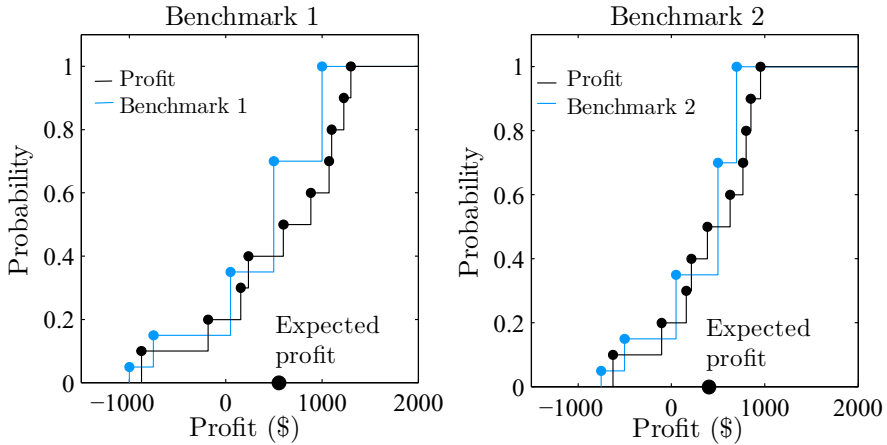 Benchmark 1
1
0.8
0.6
0.4
0.2
0
Probability
Profit
Benchmark 1
Expected
profit
−1000 0 1000 2000
Profit ($)
Benchmark 2
1
0.8
0.6
0.4
0.2
0
Probability
Profit
Benchmark 2
Expected
profit
−1000 0 1000 2000
Profit ($)